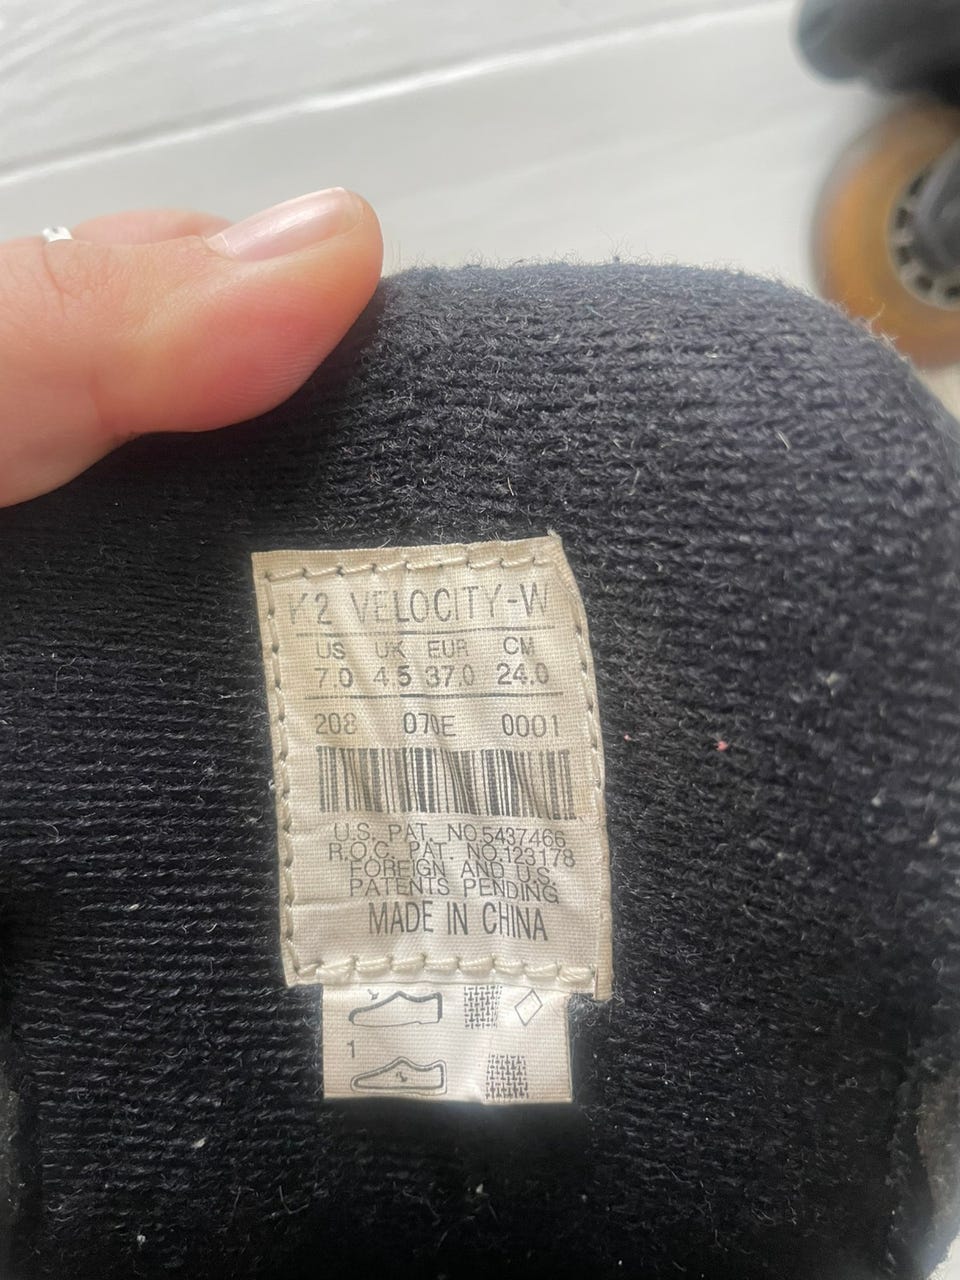 K2 VELOCITY-W
US UK EUR CM
7.0 4.5 37.0 24.0
208 070E 0001
U.S. PAT. NO.5437466
R.O.C. PAT. NO.123178
FOREIGN AND U.S.
PATENTS PENDING
MADE IN CHINA
1